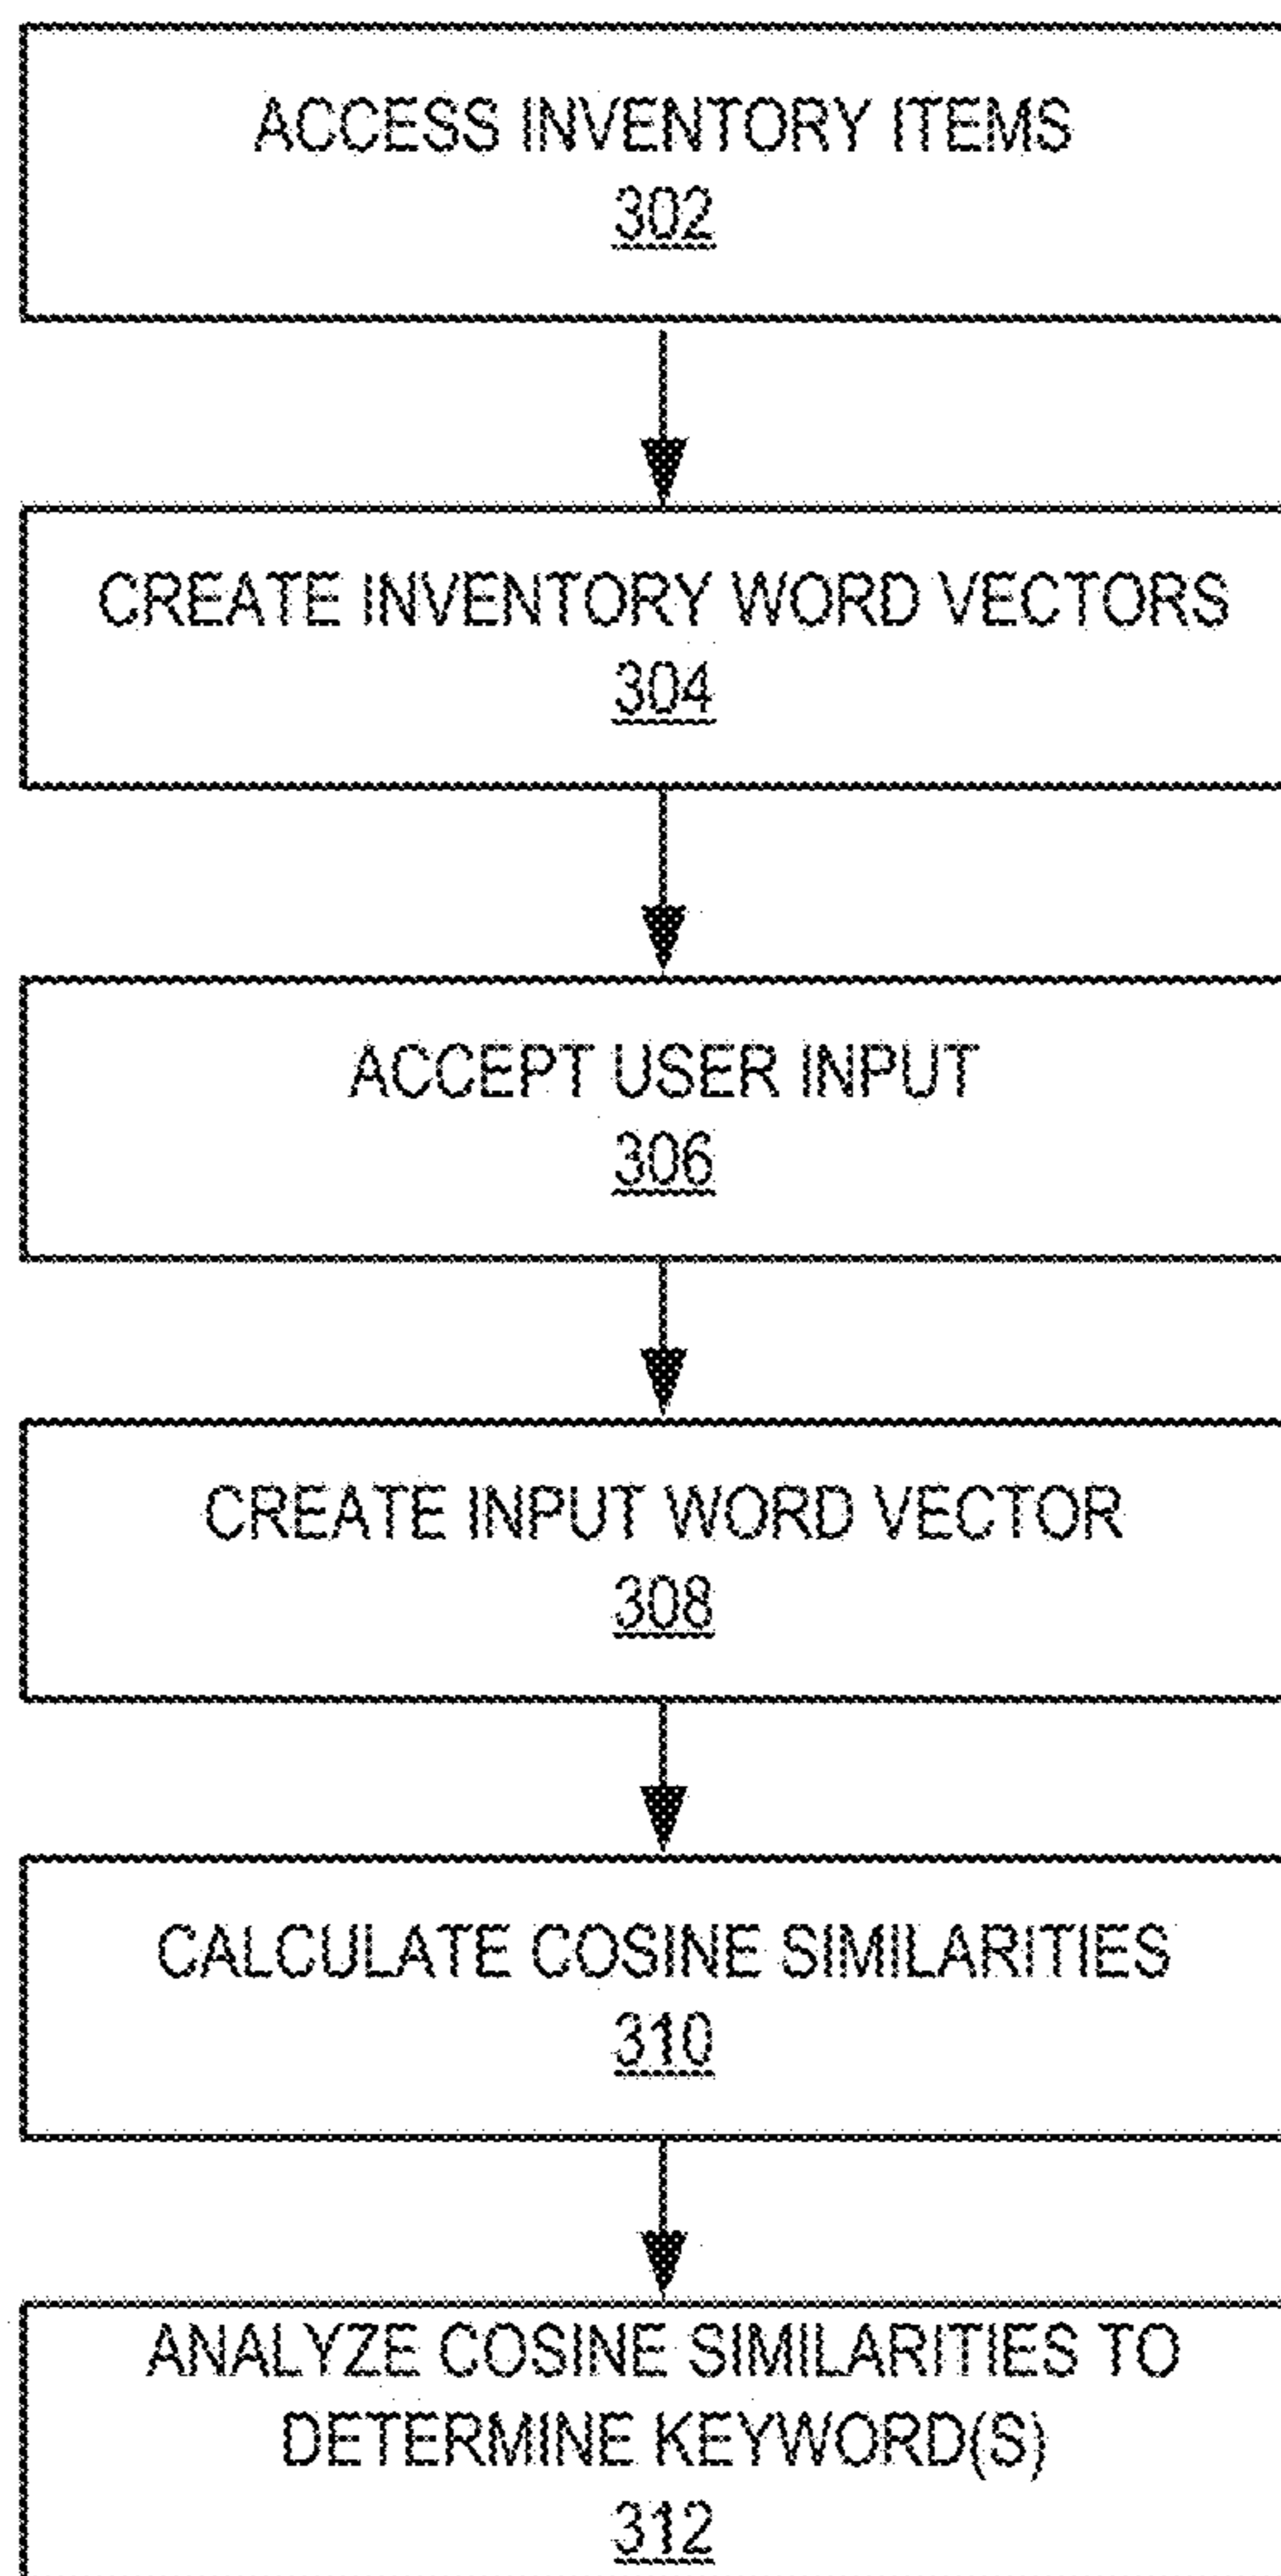 ACCESS INVENTORY ITEMS
302
CREATE INVENTORY WORD VECTORS
304
ACCEPT USER INPUT
306
CREATE INPUT WORD VECTOR
308
CALCULATE COSINE SIMILARITIES
310
ANALYZE COSINE SIMILARITIES TO
DETERMINE KEYWORD(S)
312